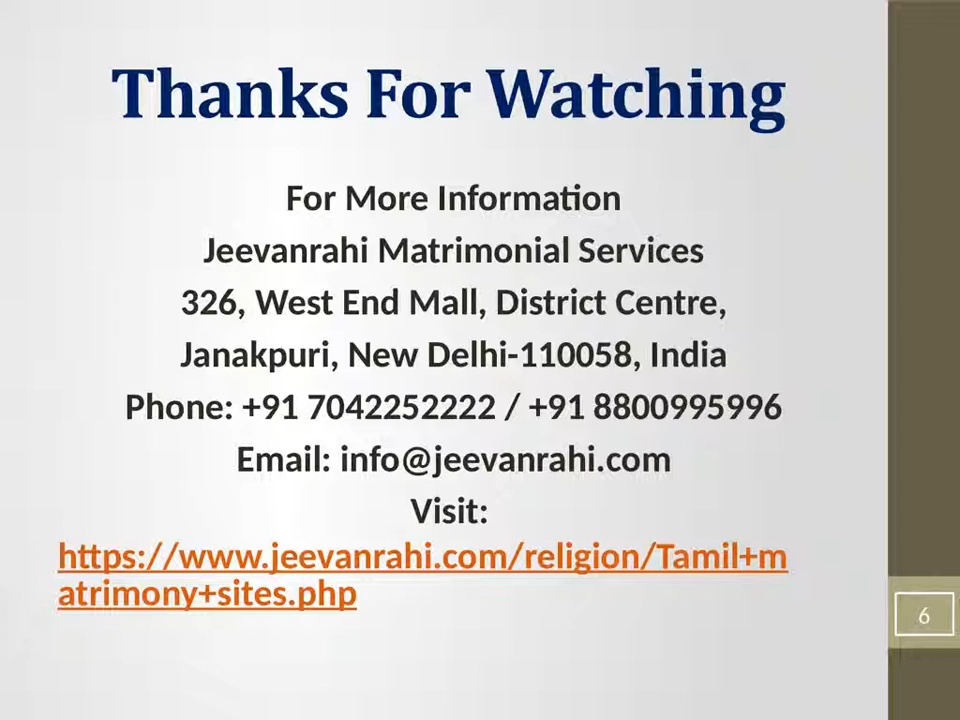 Thanks For Watching
For More Information
Jeevanrahi Matrimonial Services
326, West End Mall, District Centre,
Janakpuri, New Delhi-110058, India
Phone: +91 7042252222 / +91 8800995996
Email: info@jeevanrahi.com
Visit:
https://www.jeevanrahi.com/religion/Tamil+m
atrimony+sites.php
6